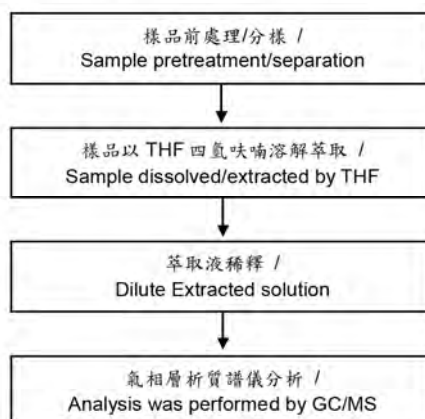 樣品前處理/分樣 /
Sample pretreatment/separation
樣品以 THF 四氫呋喃溶解萃取 /
Sample dissolved/extracted by THF
萃取液稀釋 /
Dilute Extracted solution
氣相層析質譜儀分析 /
Analysis was performed by GC/MS